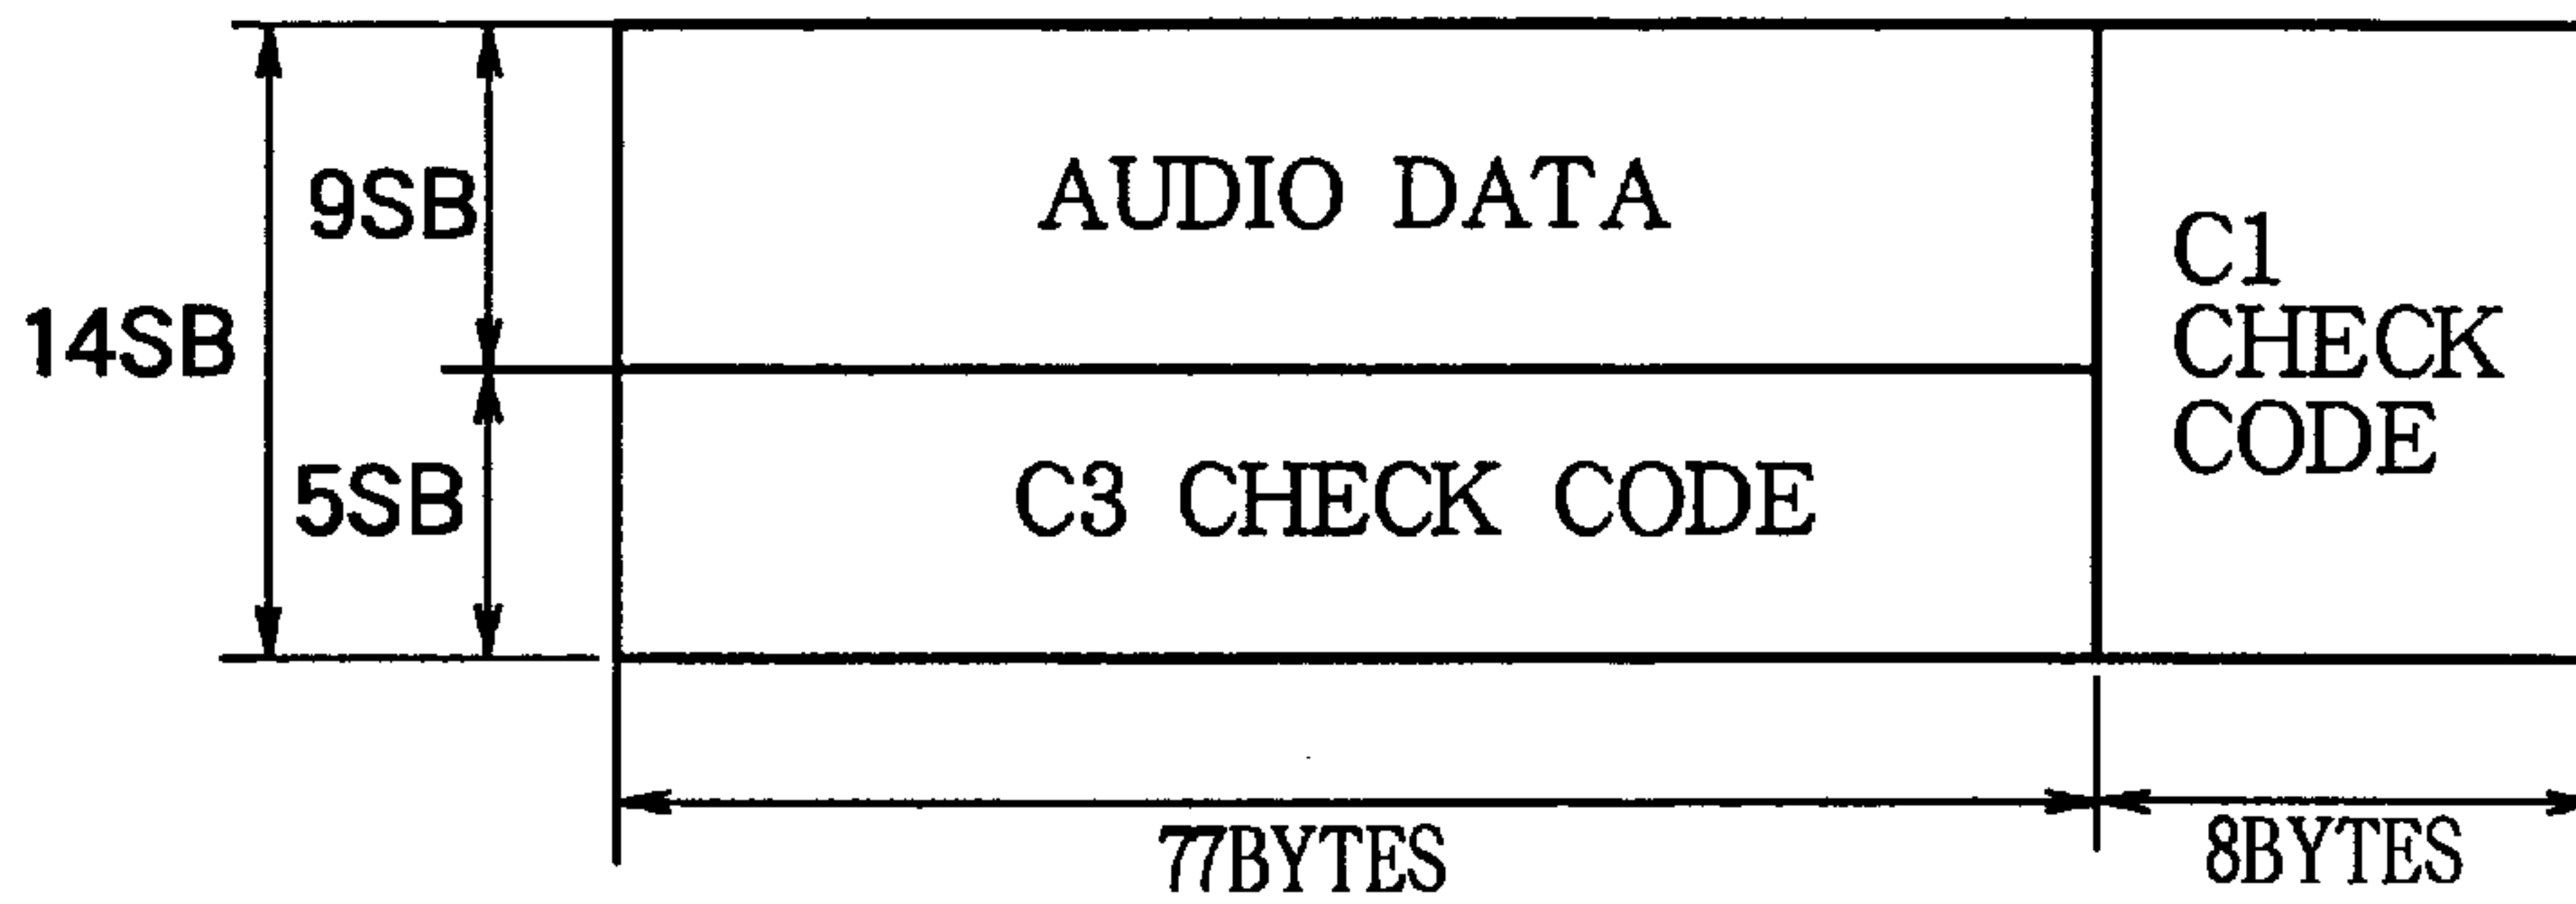 9SB
14SB
5SB
AUDIO DATA
C3 CHECK CODE
C1
CHECK
CODE
77BYTES
8BYTES